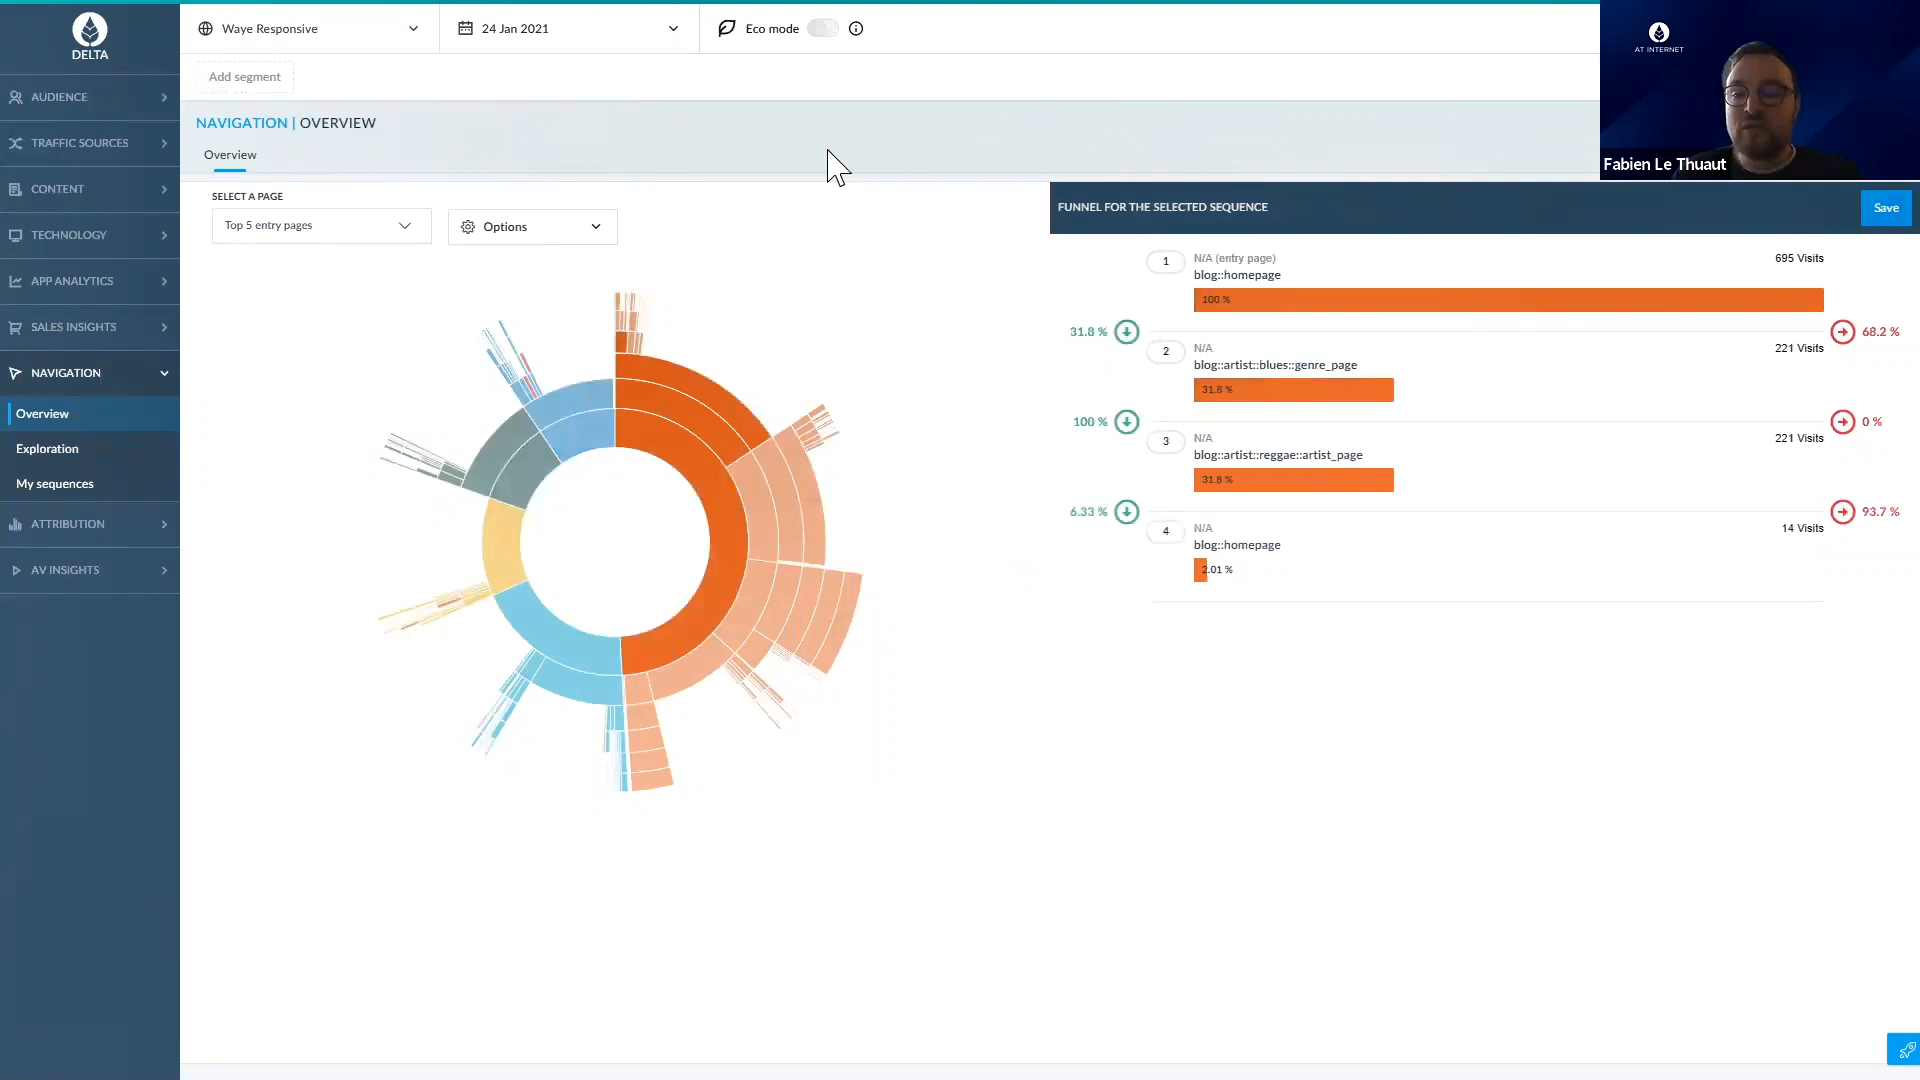 DELTA
Waye Responsive
24 Jan 2021
Eco mode
AT INTERNET
Fabien Le Thuaut
Add segment
AUDIENCE
TRAFFIC SOURCES
CONTENT
TECHNOLOGY
APP ANALYTICS
SALES INSIGHTS
NAVIGATION
Overview
Exploration
My sequences
ATTRIBUTION
AV INSIGHTS
NAVIGATION | OVERVIEW
Overview
SELECT A PAGE
Top 5 entry pages
Options
FUNNEL FOR THE SELECTED SEQUENCE
Save
1
N/A (entry page)
695 Visits
blog::homepage
100 %
31.8 %
68.2 %
2
N/A
221 Visits
blog::artist::blues::genre_page
31.8 %
100 %
0 %
3
N/A
221 Visits
blog::artist::reggae::artist_page
31.8 %
6.33 %
93.7 %
4
N/A
14 Visits
blog::homepage
2.01 %